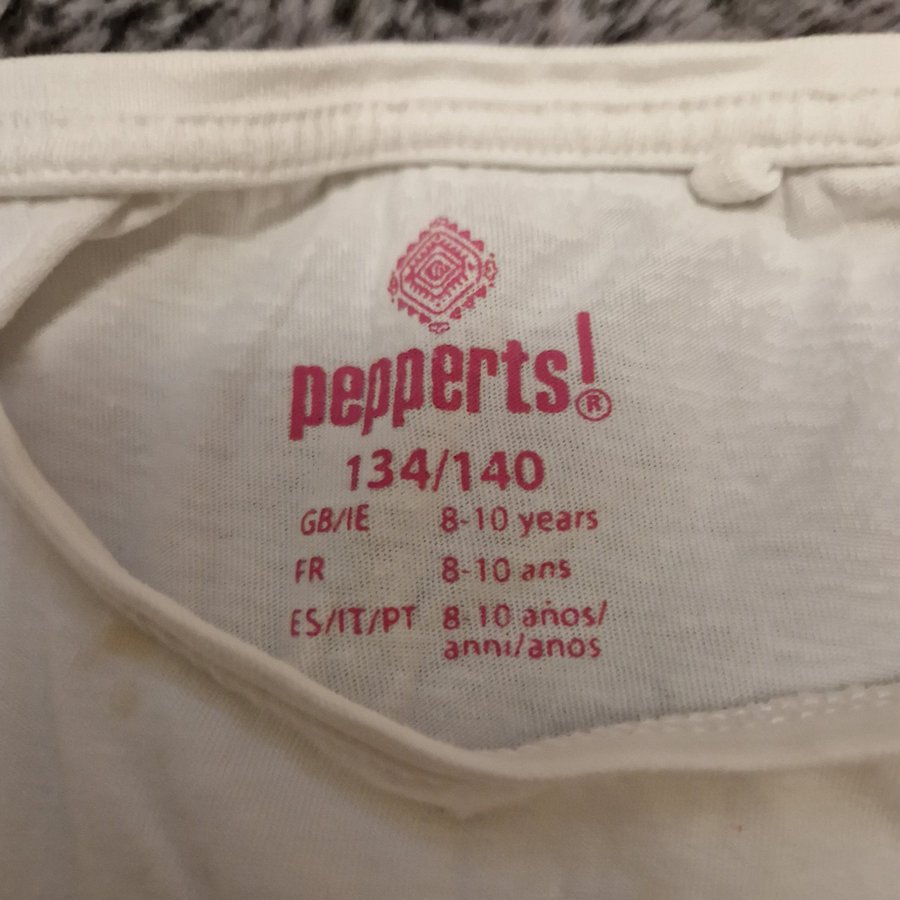 pepperts!®
134/140
GB/IE 8-10 years
FR 8-10 ans
ES/IT/PT 8-10 años/
anni/anos